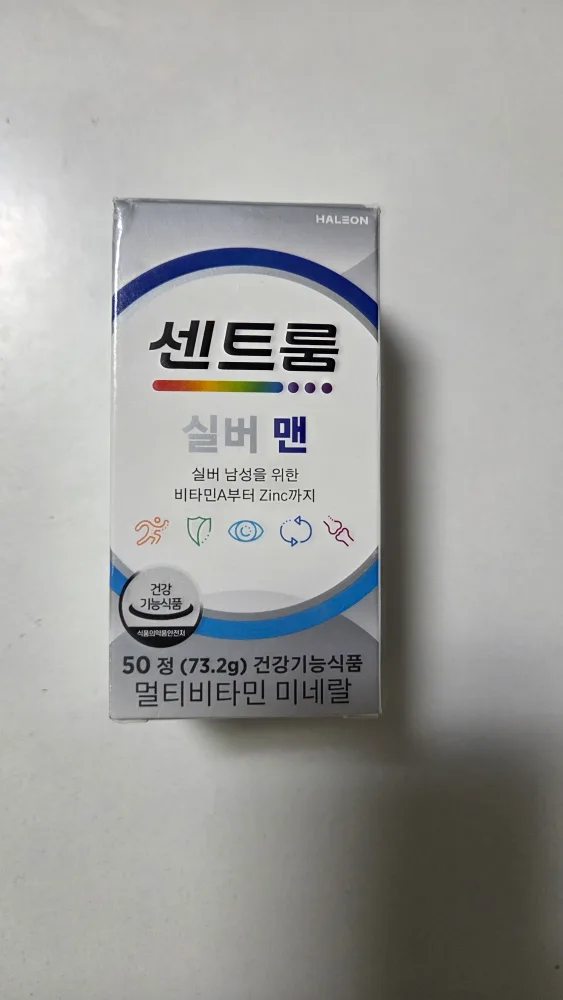 HALEON
센트룸
실버 맨
실버 남성을 위한
비타민A부터 Zinc까지
건강
기능식품
식품의약품안전처
50 정 (73.2g) 건강기능식품
멀티비타민 미네랄